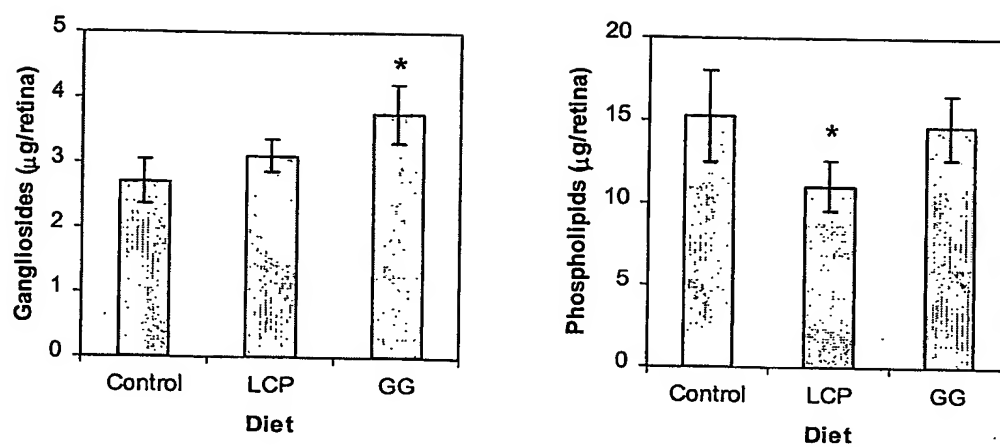 Gangliosides (µg/retina)
5
4
3
2
1
0
*
Control LCP GG
Diet
Phospholipids (µg/retina)
20
15
10
5
0
*
Control LCP GG
Diet